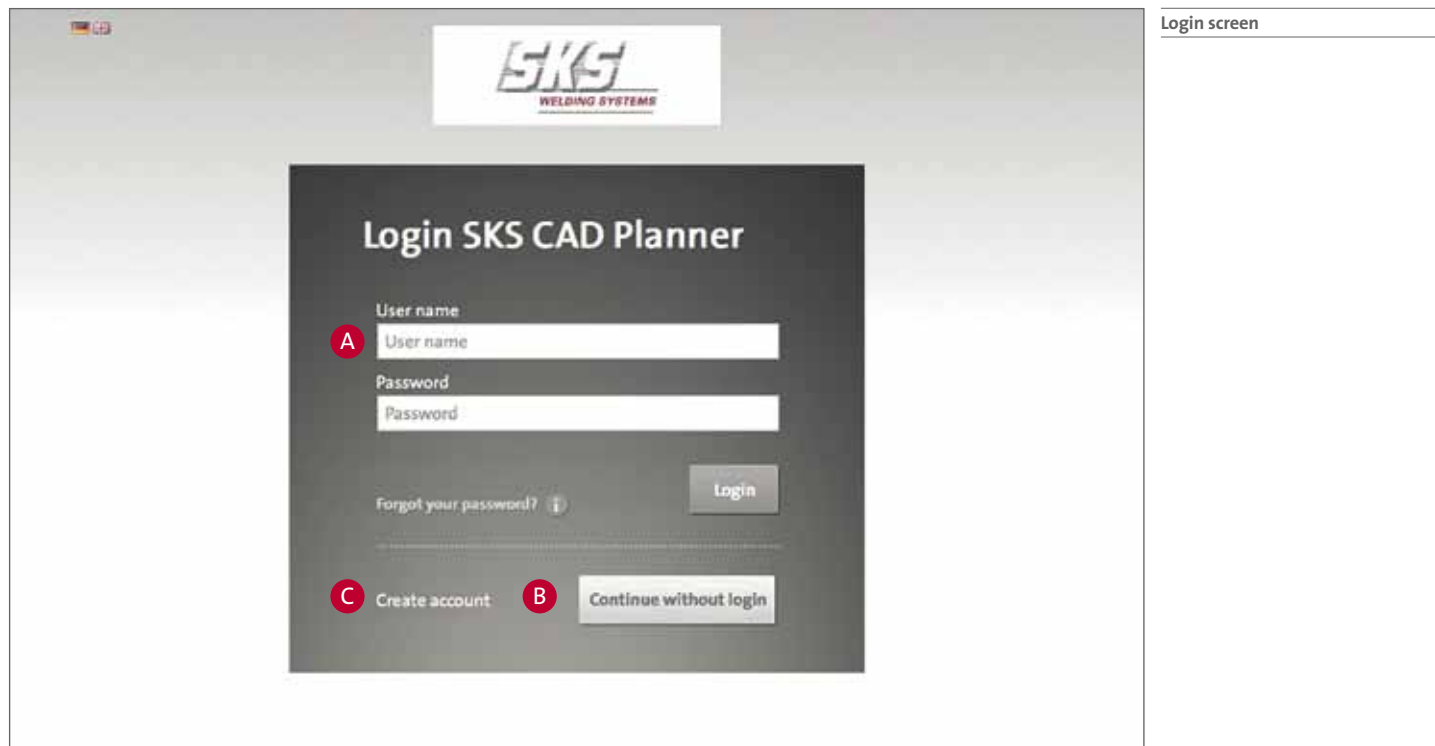 Login screen
SKS
WELDING SYSTEMS
Login SKS CAD Planner
User name
A
User name
Password
Password
Forgot your password? i
Login
C Create account
B Continue without login